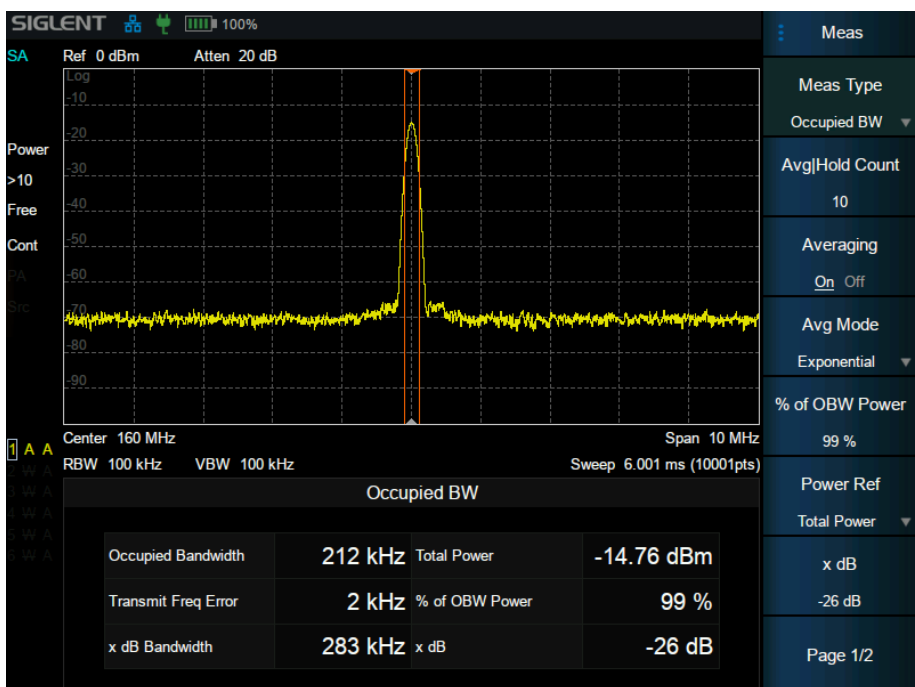 SIGLENT 100%
Meas
SA Ref 0 dBm Atten 20 dB
Log
-10
-20
-30
-40
-50
-60
-70
-80
-90
Power
>10
Free
Cont
PA
Src
Meas Type
Occupied BW
Avg|Hold Count
10
Averaging
On Off
Avg Mode
Exponential
% of OBW Power
99 %
Power Ref
Total Power
x dB
-26 dB
Page 1/2
Center 160 MHz Span 10 MHz
RBW 100 kHz VBW 100 kHz Sweep 6.001 ms (10001pts)
1 A A
2 W A
3 W A
4 W A
5 W A
6 W A
Occupied BW
Occupied Bandwidth 212 kHz Total Power -14.76 dBm
Transmit Freq Error 2 kHz % of OBW Power 99 %
x dB Bandwidth 283 kHz x dB -26 dB